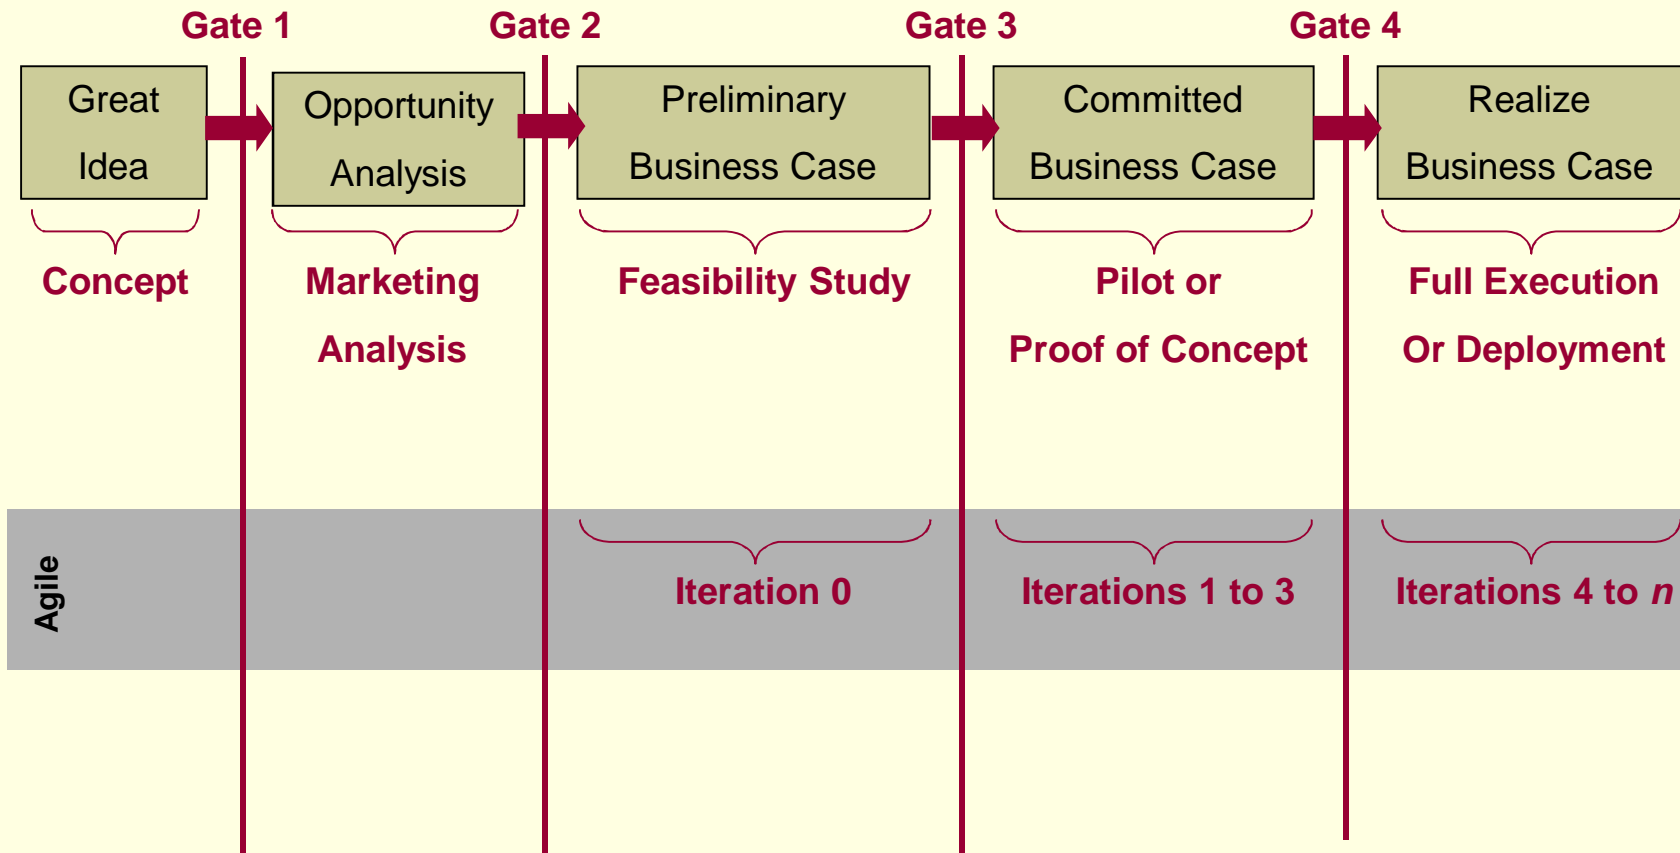 Gate 1
Gate 2
Gate 3
Gate 4
Great
Idea
Opportunity
Analysis
Preliminary
Business Case
Committed
Business Case
Realize
Business Case
Concept
Marketing
Analysis
Feasibility Study
Pilot or
Proof of Concept
Full Execution
Or Deployment
Agile
Iteration 0
Iterations 1 to 3
Iterations 4 to n